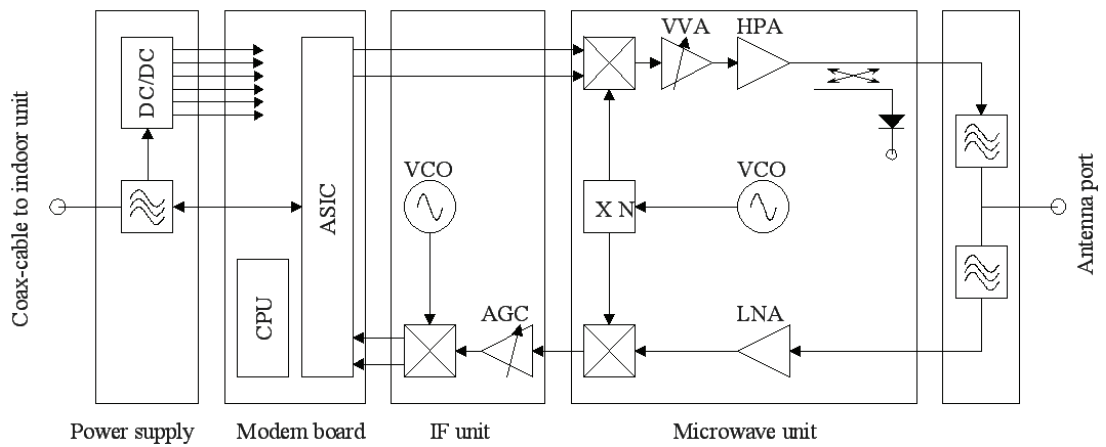 Coax-cable to indoor unit
DC/DC
ASIC
CPU
VCO
AGC
VVA
HPA
X N
VCO
LNA
Antenna port
Power supply
Modem board
IF unit
Microwave unit